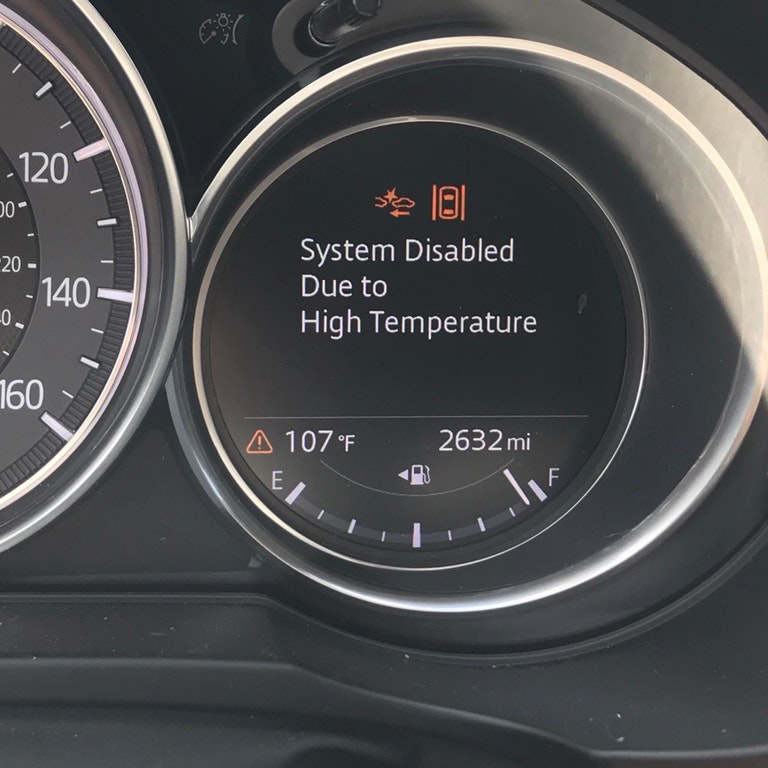 120
140
160
System Disabled
Due to
High Temperature
107 °F 2632 mi
E F